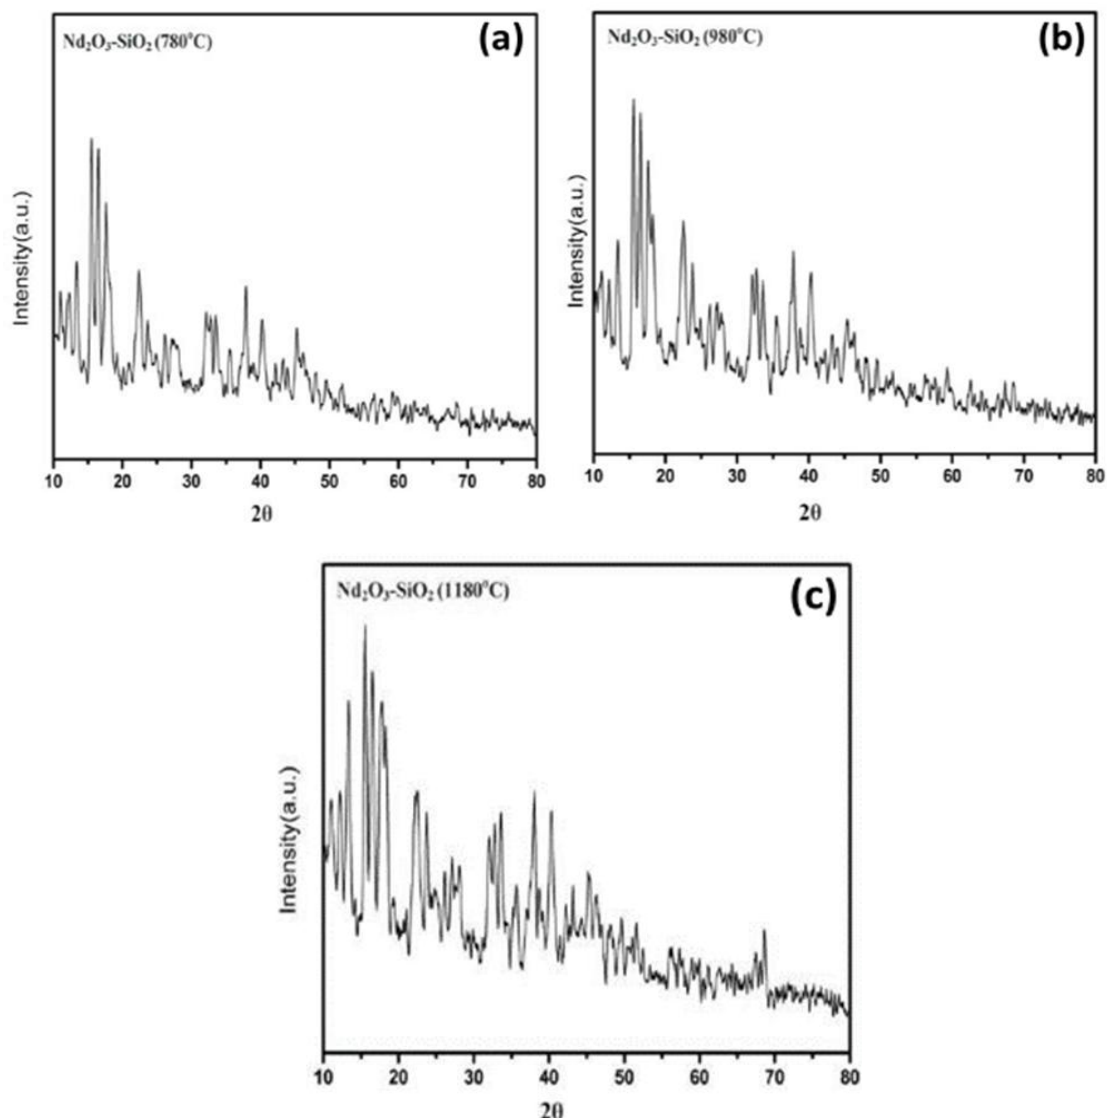 Nd₂O₃-SiO₂ (780°C)
(a)
Intensity(a.u.)
10 20 30 40 50 60 70 80
2θ
Nd₂O₃-SiO₂ (980°C)
(b)
Intensity(a.u.)
10 20 30 40 50 60 70 80
2θ
Nd₂O₃-SiO₂ (1180°C)
(c)
Intensity(a.u.)
10 20 30 40 50 60 70 80
2θ